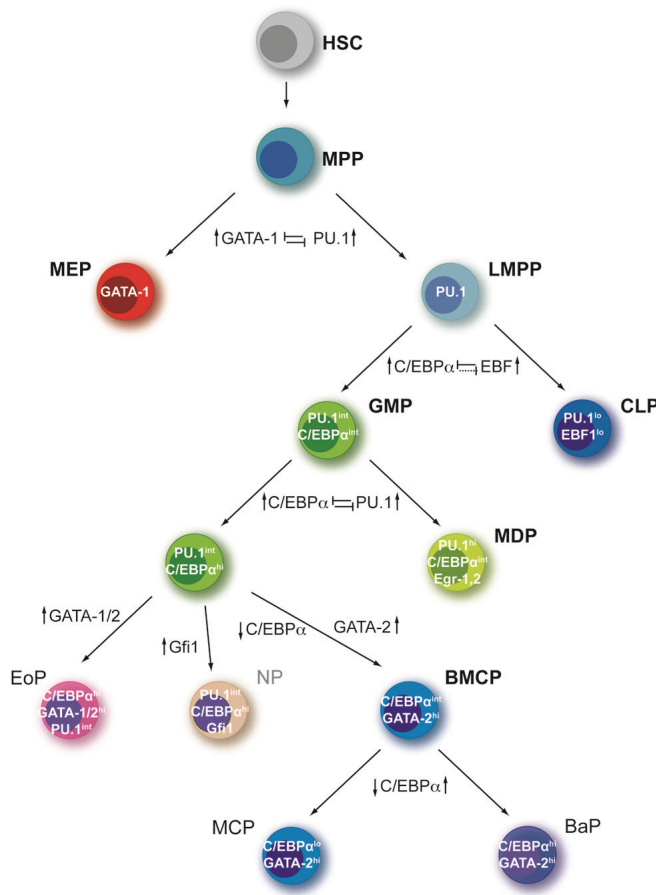 HSC
MPP
↑GATA-1 PU.1↑
MEP
LMPP
GATA-1
PU.1
↑C/EBPα EBF↑
GMP
CLP
PU.1ⁱⁿᵗ
C/EBPαⁱⁿᵗ
PU.1ˡᵒ
EBF1ˡᵒ
↑C/EBPα PU.1↑
MDP
PU.1ⁱⁿᵗ
C/EBPαʰⁱ
PU.1ʰⁱ
C/EBPαⁱⁿᵗ
Egr-1,2
↑GATA-1/2
↑Gfi1
↓C/EBPα
GATA-2↑
EoP
NP
BMCP
C/EBPαʰⁱ
GATA-1/2ʰⁱ
PU.1ⁱⁿᵗ
PU.1ⁱⁿᵗ
C/EBPαʰⁱ
Gfi1
C/EBPαⁱⁿᵗ
GATA-2ʰⁱ
↓C/EBPα↑
MCP
BaP
C/EBPαˡᵒ
GATA-2ʰⁱ
C/EBPαʰⁱ
GATA-2ʰⁱ